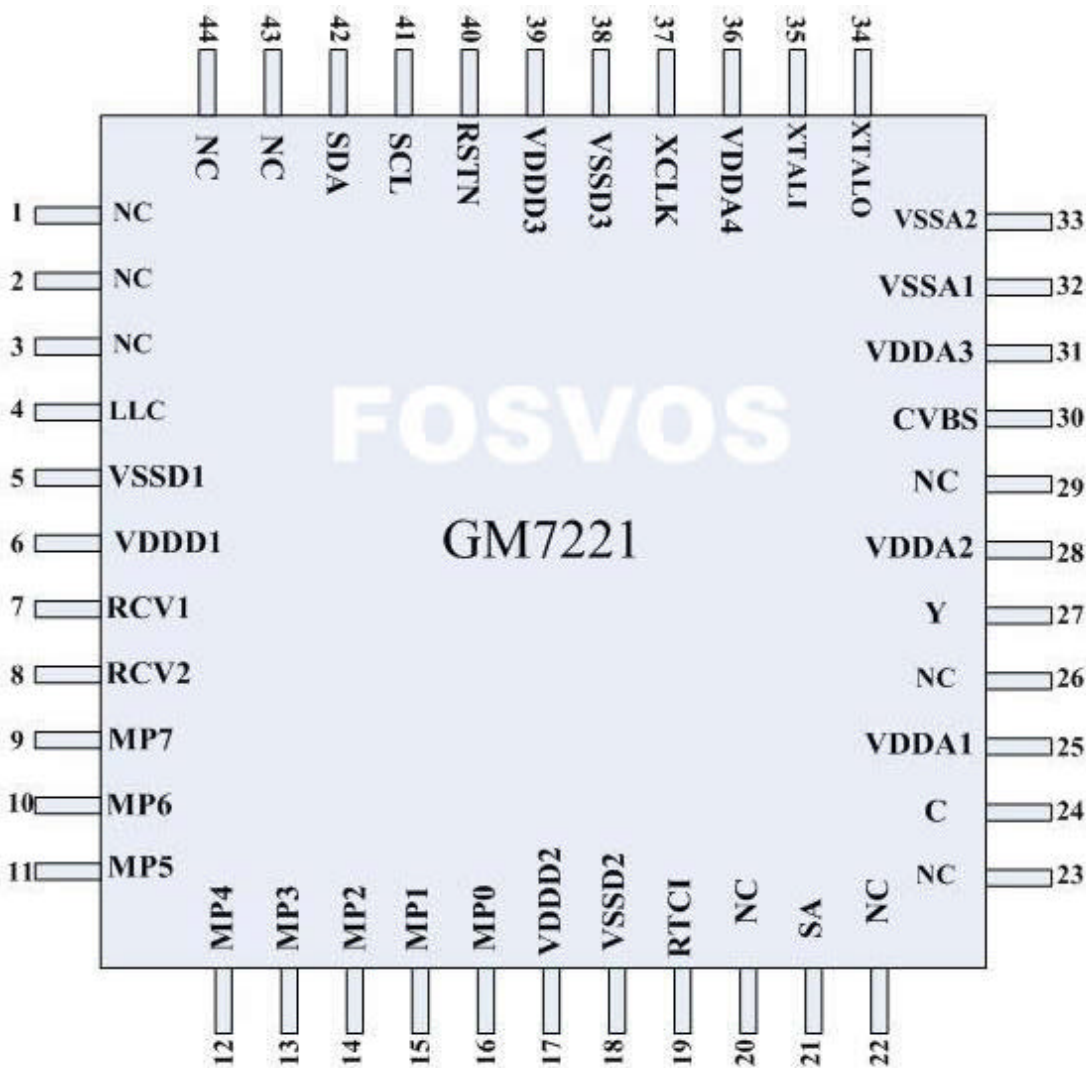 44 43 42 41 40 39 38 37 36 35 34
NC NC SDA SCL RSTN VDDD3 VSSD3 XCLK VDDA4 XTALI XTALO
1 NC
2 NC
3 NC
4 LLC
5 VSSD1
6 VDDD1
7 RCV1
8 RCV2
9 MP7
10 MP6
11 MP5
FOSVOS
GM7221
VSSA2 33
VSSA1 32
VDDA3 31
CVBS 30
NC 29
VDDA2 28
Y 27
NC 26
VDDA1 25
C 24
NC 23
MP4 MP3 MP2 MP1 MP0 VDDD2 VSSD2 RTCI NC SA NC
12 13 14 15 16 17 18 19 20 21 22